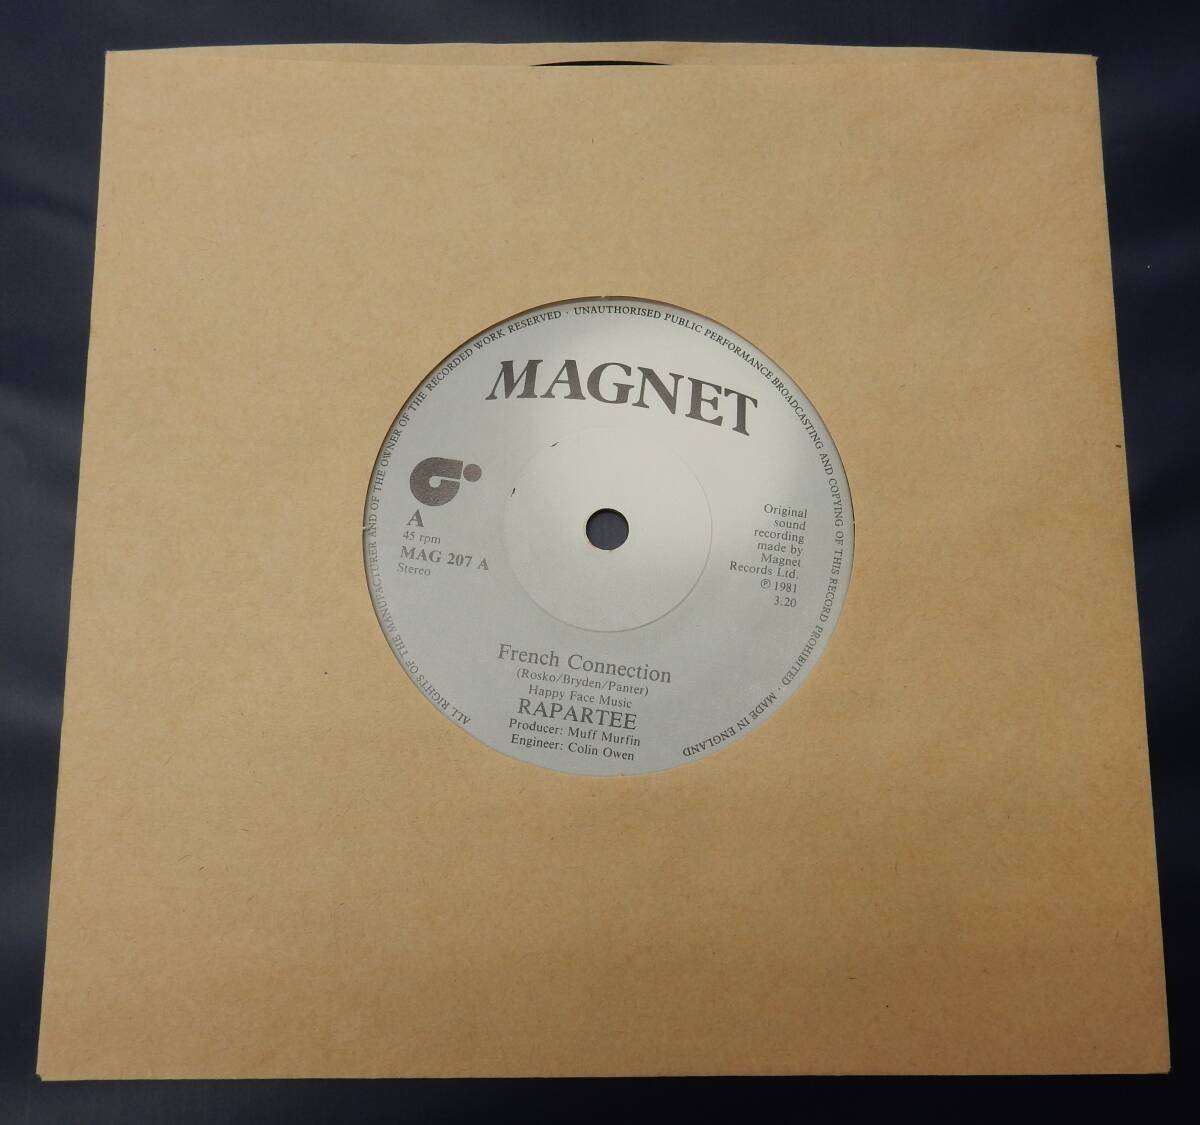 ALL RIGHTS OF THE MANUFACTURER AND OF THE OWNER OF THE RECORDED WORK RESERVED · UNAUTHORISED PUBLIC PERFORMANCE BROADCASTING AND COPYING OF THIS RECORD PROHIBITED · MADE IN ENGLAND
MAGNET
A
45 rpm
MAG 207 A
Stereo
Original
sound
recording
made by
Magnet
Records Ltd.
℗ 1981
3.20
French Connection
(Rosko/Bryden/Panter)
Happy Face Music
RAPARTEE
Producer: Muff Murfin
Engineer: Colin Owen